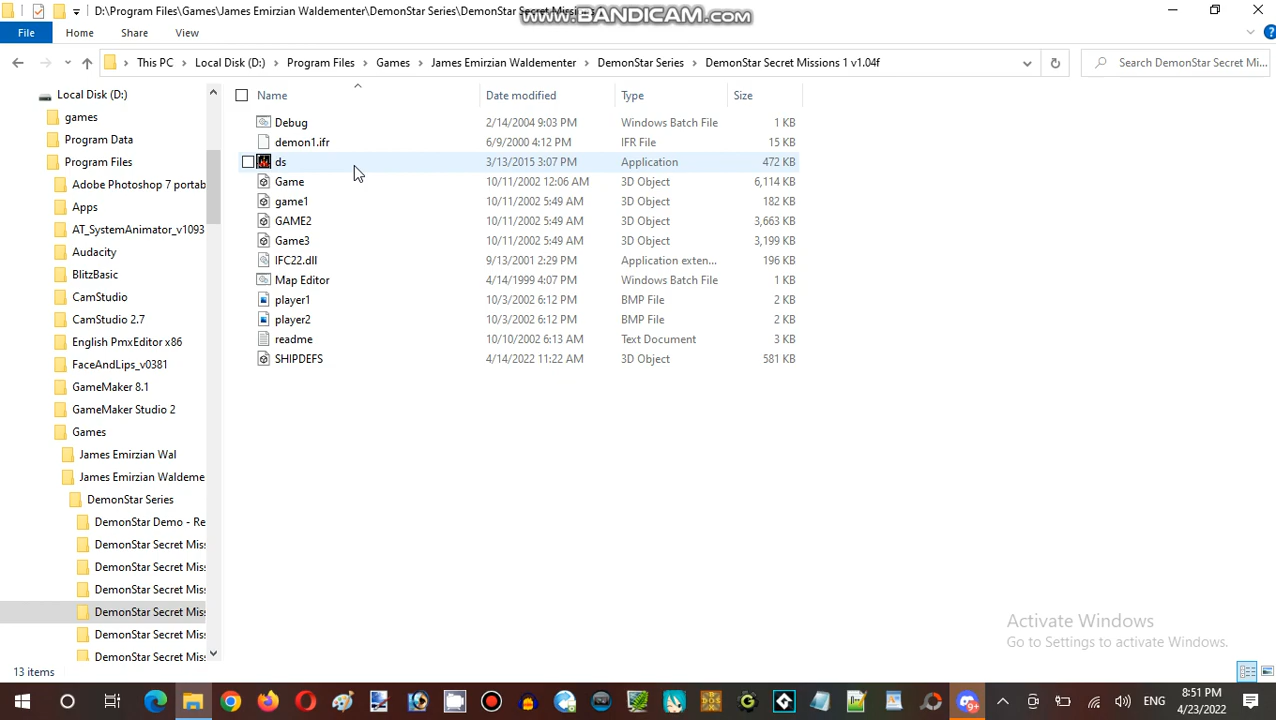 D:\Program Files\Games\James Emirzian Waldementer\DemonStar Series\DemonStar Secret Missions
www.BANDICAM.com
File Home Share View
This PC > Local Disk (D:) > Program Files > Games > James Emirzian Waldementer > DemonStar Series > DemonStar Secret Missions 1 v1.04f
Search DemonStar Secret Mi...
Local Disk (D:)
games
Program Data
Program Files
Adobe Photoshop 7 portab
Apps
AT_SystemAnimator_v1093
Audacity
BlitzBasic
CamStudio
CamStudio 2.7
English PmxEditor x86
FaceAndLips_v0381
GameMaker 8.1
GameMaker Studio 2
Games
James Emirzian Wal
James Emirzian Waldeme
DemonStar Series
DemonStar Demo - Re
DemonStar Secret Mis
DemonStar Secret Mis
DemonStar Secret Mis
DemonStar Secret Mis
DemonStar Secret Mis
DemonStar Secret Mis
Name Date modified Type Size
Debug 2/14/2004 9:03 PM Windows Batch File 1 KB
demon1.ifr 6/9/2000 4:12 PM IFR File 15 KB
ds 3/13/2015 3:07 PM Application 472 KB
Game 10/11/2002 12:06 AM 3D Object 6,114 KB
game1 10/11/2002 5:49 AM 3D Object 182 KB
GAME2 10/11/2002 5:49 AM 3D Object 3,663 KB
Game3 10/11/2002 5:49 AM 3D Object 3,199 KB
IFC22.dll 9/13/2001 2:29 PM Application exten... 196 KB
Map Editor 4/14/1999 4:07 PM Windows Batch File 1 KB
player1 10/3/2002 6:12 PM BMP File 2 KB
player2 10/3/2002 6:12 PM BMP File 2 KB
readme 10/10/2002 6:13 AM Text Document 3 KB
SHIPDEFS 4/14/2022 11:22 AM 3D Object 581 KB
Activate Windows
Go to Settings to activate Windows.
13 items
9+
ENG
8:51 PM
4/23/2022